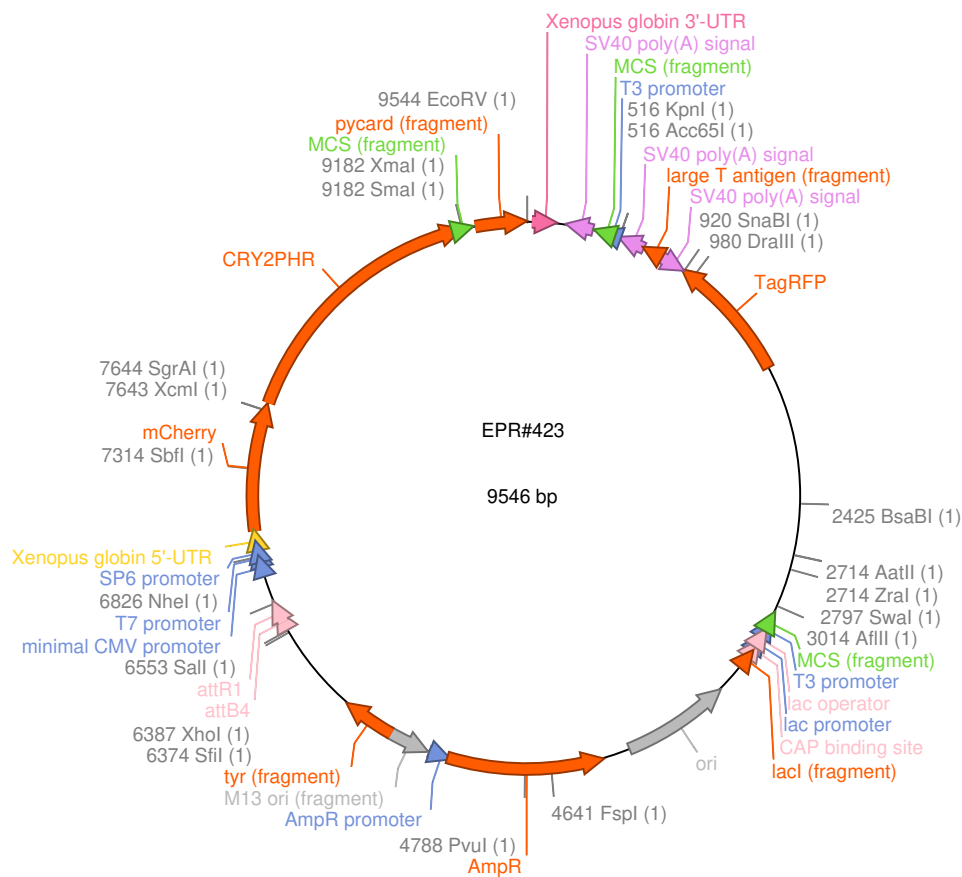 Xenopus globin 3'-UTR
SV40 poly(A) signal
MCS (fragment)
T3 promoter
9544 EcoRV (1)
516 KpnI (1)
pycard (fragment)
516 Acc65I (1)
MCS (fragment)
SV40 poly(A) signal
9182 XmaI (1)
large T antigen (fragment)
9182 SmaI (1)
SV40 poly(A) signal
920 SnaBI (1)
980 DraIII (1)
CRY2PHR
TagRFP
7644 SgrAI (1)
7643 XcmI (1)
EPR#423
mCherry
7314 SbfI (1)
9546 bp
2425 BsaBI (1)
Xenopus globin 5'-UTR
2714 AatII (1)
SP6 promoter
2714 ZraI (1)
6826 NheI (1)
2797 SwaI (1)
T7 promoter
3014 AflII (1)
minimal CMV promoter
MCS (fragment)
6553 SalI (1)
T3 promoter
attR1
lac operator
attB4
lac promoter
6387 XhoI (1)
CAP binding site
6374 SfiI (1)
ori
lacI (fragment)
tyr (fragment)
M13 ori (fragment)
AmpR promoter
4641 FspI (1)
4788 PvuI (1)
AmpR